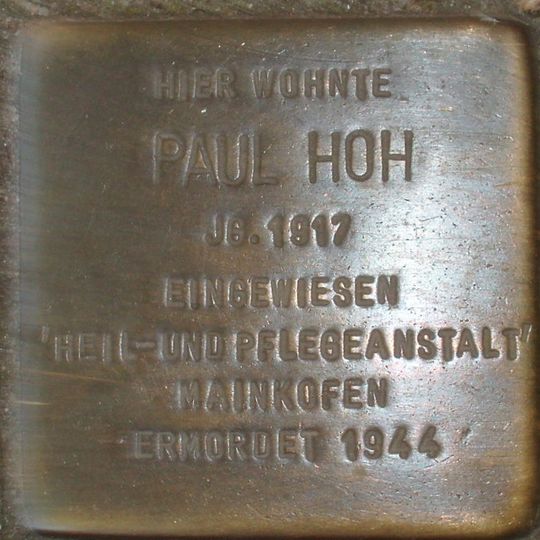 HIER WOHNTE
PAUL HOH
JG. 1917
EINGEWIESEN
'HEIL-UND PFLEGEANSTALT'
MAINKOFEN
ERMORDET 1944